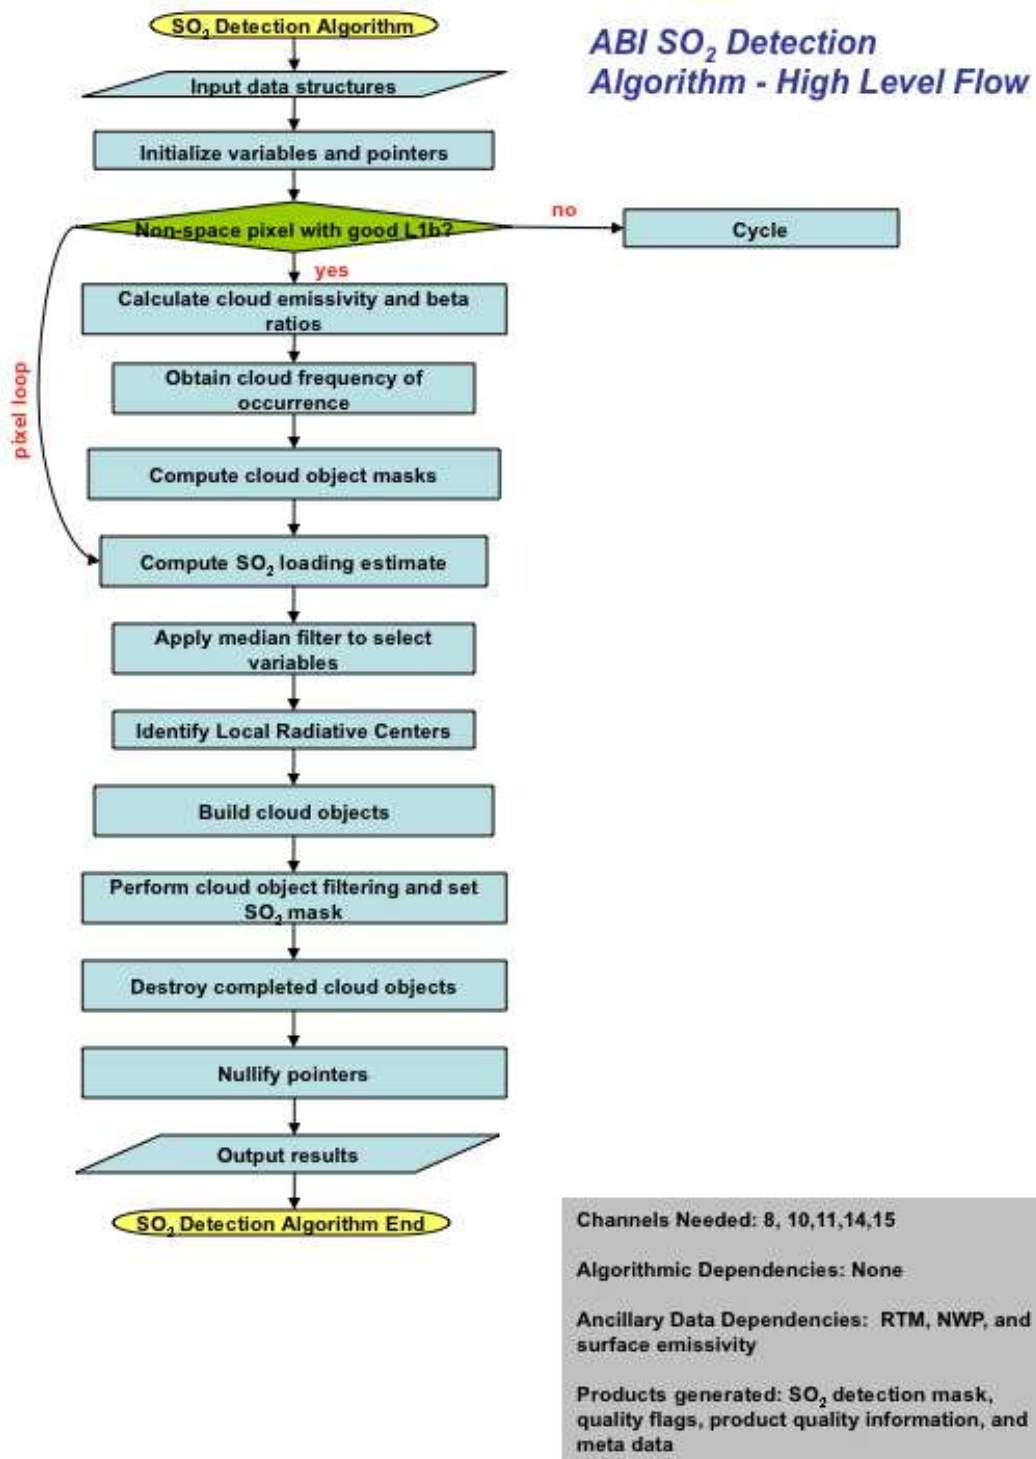 SO2 Detection Algorithm
ABI SO2 Detection
Algorithm - High Level Flow
Input data structures
Initialize variables and pointers
Non-space pixel with good L1b?
no
Cycle
yes
Calculate cloud emissivity and beta
ratios
pixel loop
Obtain cloud frequency of
occurrence
Compute cloud object masks
Compute SO2 loading estimate
Apply median filter to select
variables
Identify Local Radiative Centers
Build cloud objects
Perform cloud object filtering and set
SO2 mask
Destroy completed cloud objects
Nullify pointers
Output results
SO2 Detection Algorithm End
Channels Needed: 8, 10,11,14,15
Algorithmic Dependencies: None
Ancillary Data Dependencies: RTM, NWP, and
surface emissivity
Products generated: SO2 detection mask,
quality flags, product quality information, and
meta data